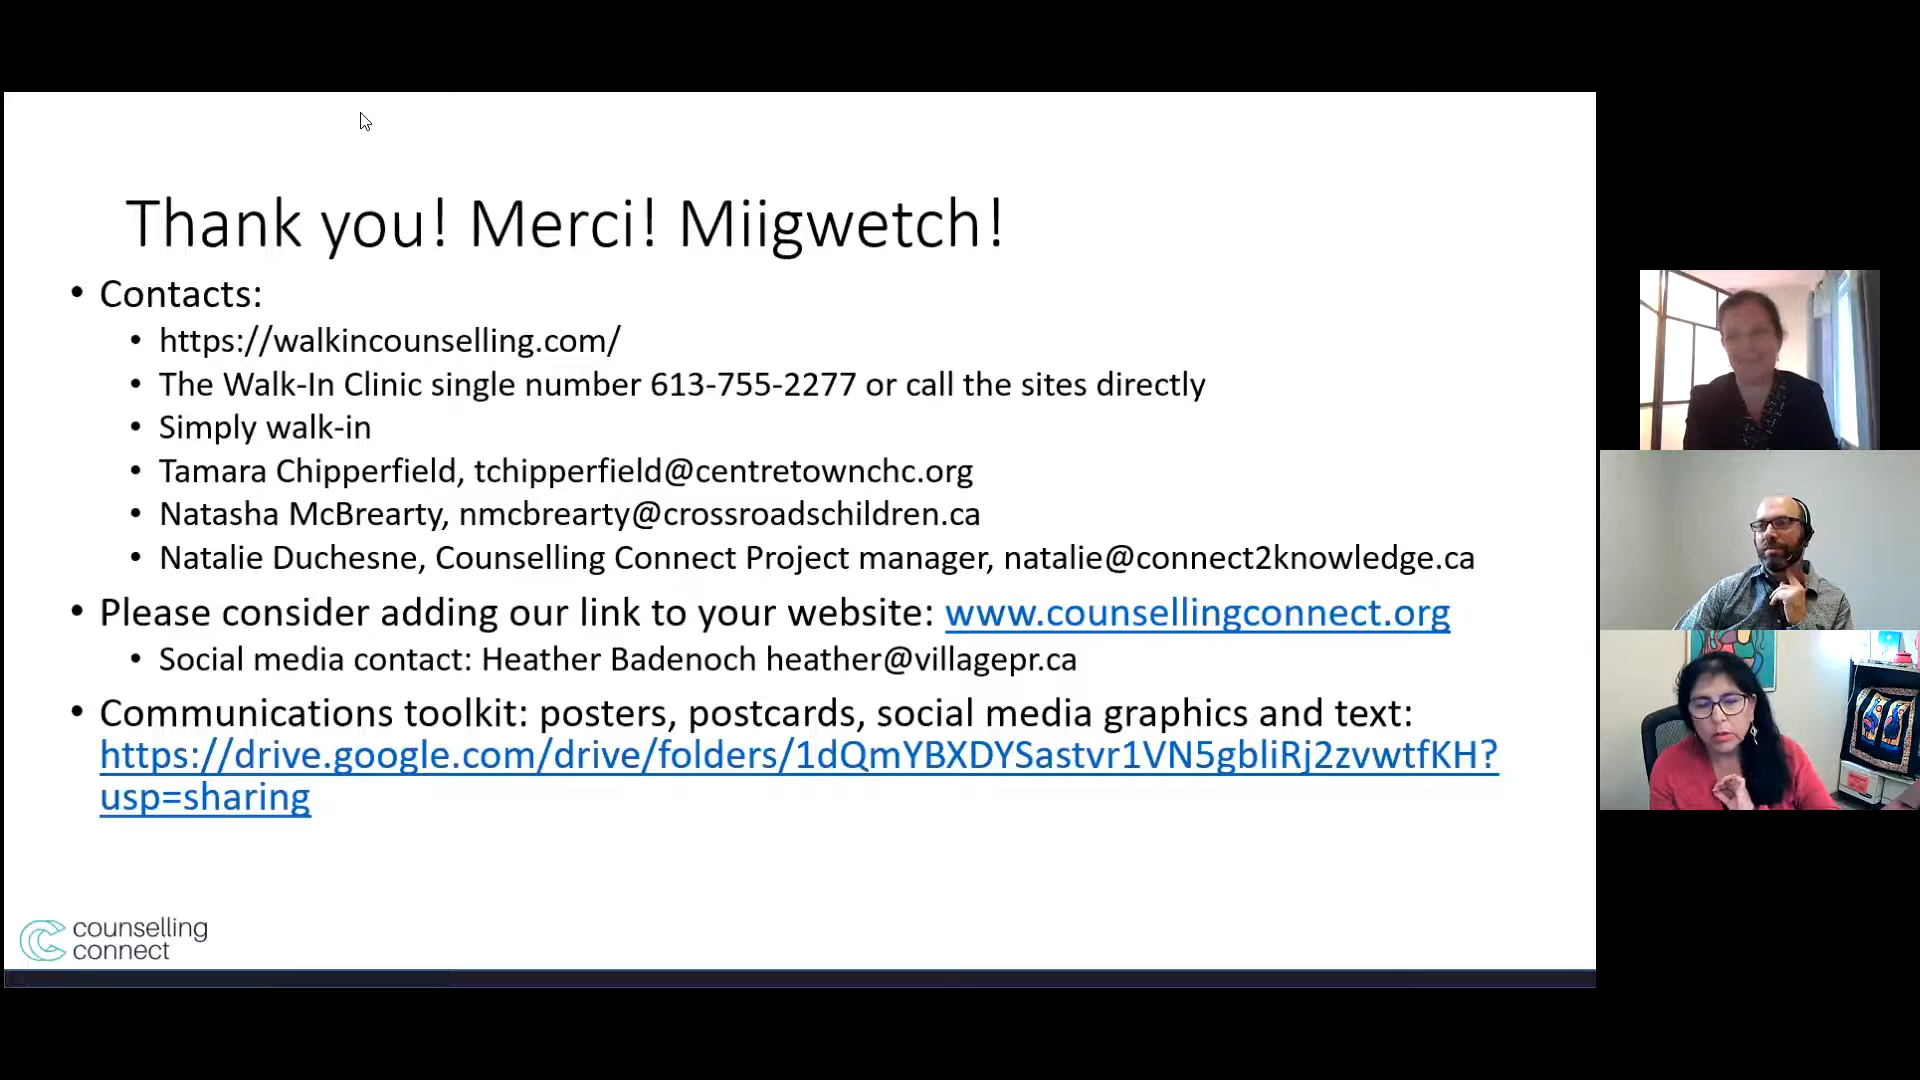 Thank you! Merci! Miigwetch!
• Contacts:
• https://walkincounselling.com/
• The Walk-In Clinic single number 613-755-2277 or call the sites directly
• Simply walk-in
• Tamara Chipperfield, tchipperfield@centretownchc.org
• Natasha McBrearty, nmcbrearty@crossroadschildren.ca
• Natalie Duchesne, Counselling Connect Project manager, natalie@connect2knowledge.ca
• Please consider adding our link to your website: www.counsellingconnect.org
• Social media contact: Heather Badenoch heather@villagepr.ca
• Communications toolkit: posters, postcards, social media graphics and text:
https://drive.google.com/drive/folders/1dQmYBXDYSastvr1VN5gbliRj2zvwtfKH?
usp=sharing
counselling
connect